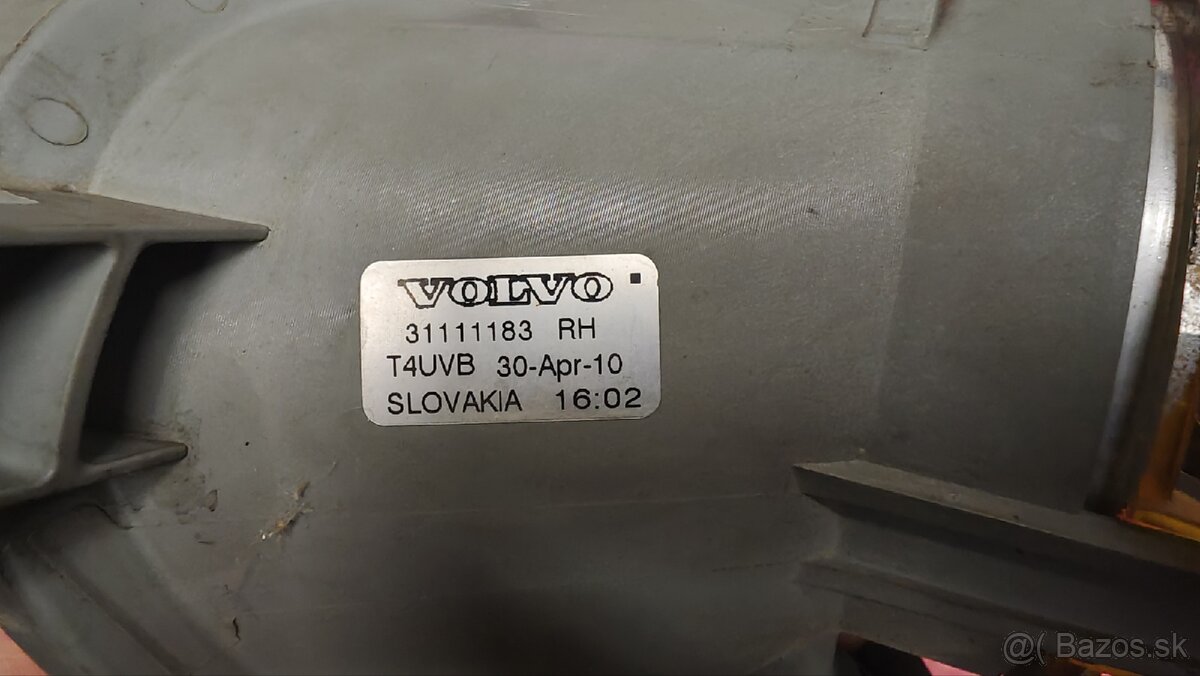 VOLVO
31111183 RH
T4UVB 30-Apr-10
SLOVAKIA 16:02
@( Bazos.sk